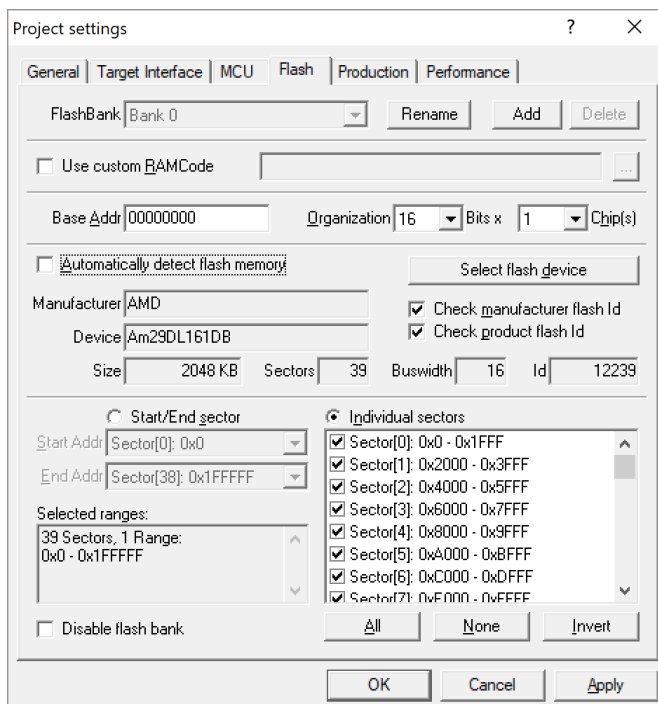 Project settings
?
General Target Interface MCU Flash Production Performance
FlashBank Bank 0 Rename Add Delete
Use custom RAMCode ...
Base Addr 00000000 Organization 16 Bits x 1 Chip(s)
Automatically detect flash memory Select flash device
Manufacturer AMD Check manufacturer flash Id
Device Am29DL161DB Check product flash Id
Size 2048 KB Sectors 39 Buswidth 16 Id 12239
Start/End sector Individual sectors
Start Addr Sector[0]: 0x0
End Addr Sector[38]: 0x1FFFFF
Selected ranges:
39 Sectors, 1 Range:
0x0 - 0x1FFFFF
Sector[0]: 0x0 - 0x1FFF
Sector[1]: 0x2000 - 0x3FFF
Sector[2]: 0x4000 - 0x5FFF
Sector[3]: 0x6000 - 0x7FFF
Sector[4]: 0x8000 - 0x9FFF
Sector[5]: 0xA000 - 0xBFFF
Sector[6]: 0xC000 - 0xDFFF
Sector[7]: 0xE000 - 0xFFFF
Disable flash bank All None Invert
OK Cancel Apply